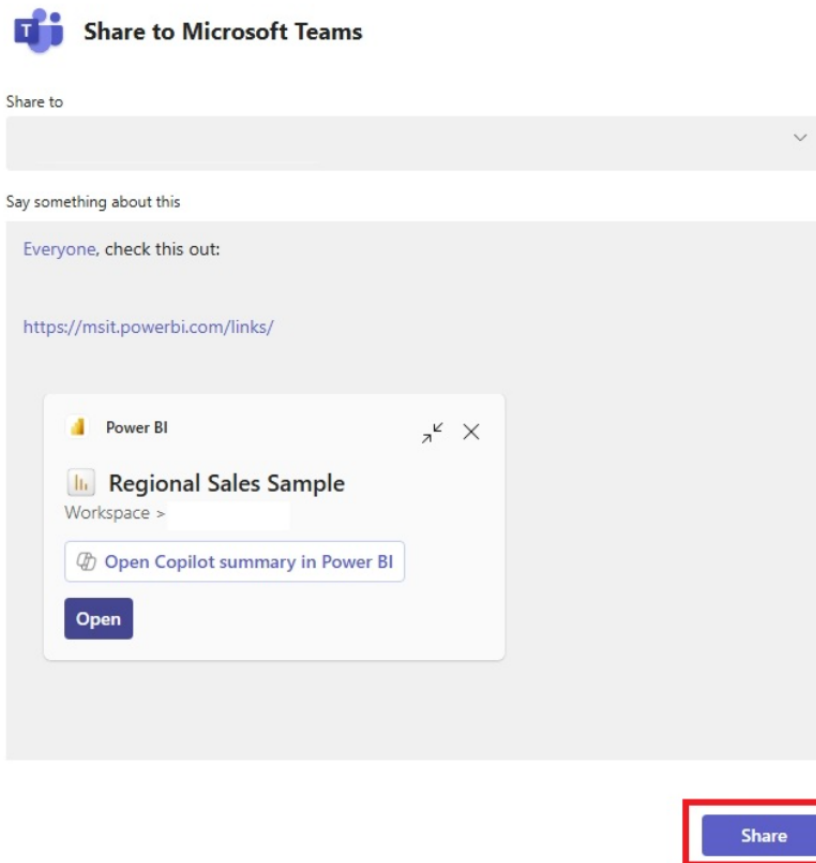 Share to Microsoft Teams
Share to
Say something about this
Everyone, check this out:
https://msit.powerbi.com/links/
Power BI
Regional Sales Sample
Workspace >
Open Copilot summary in Power BI
Open
Share